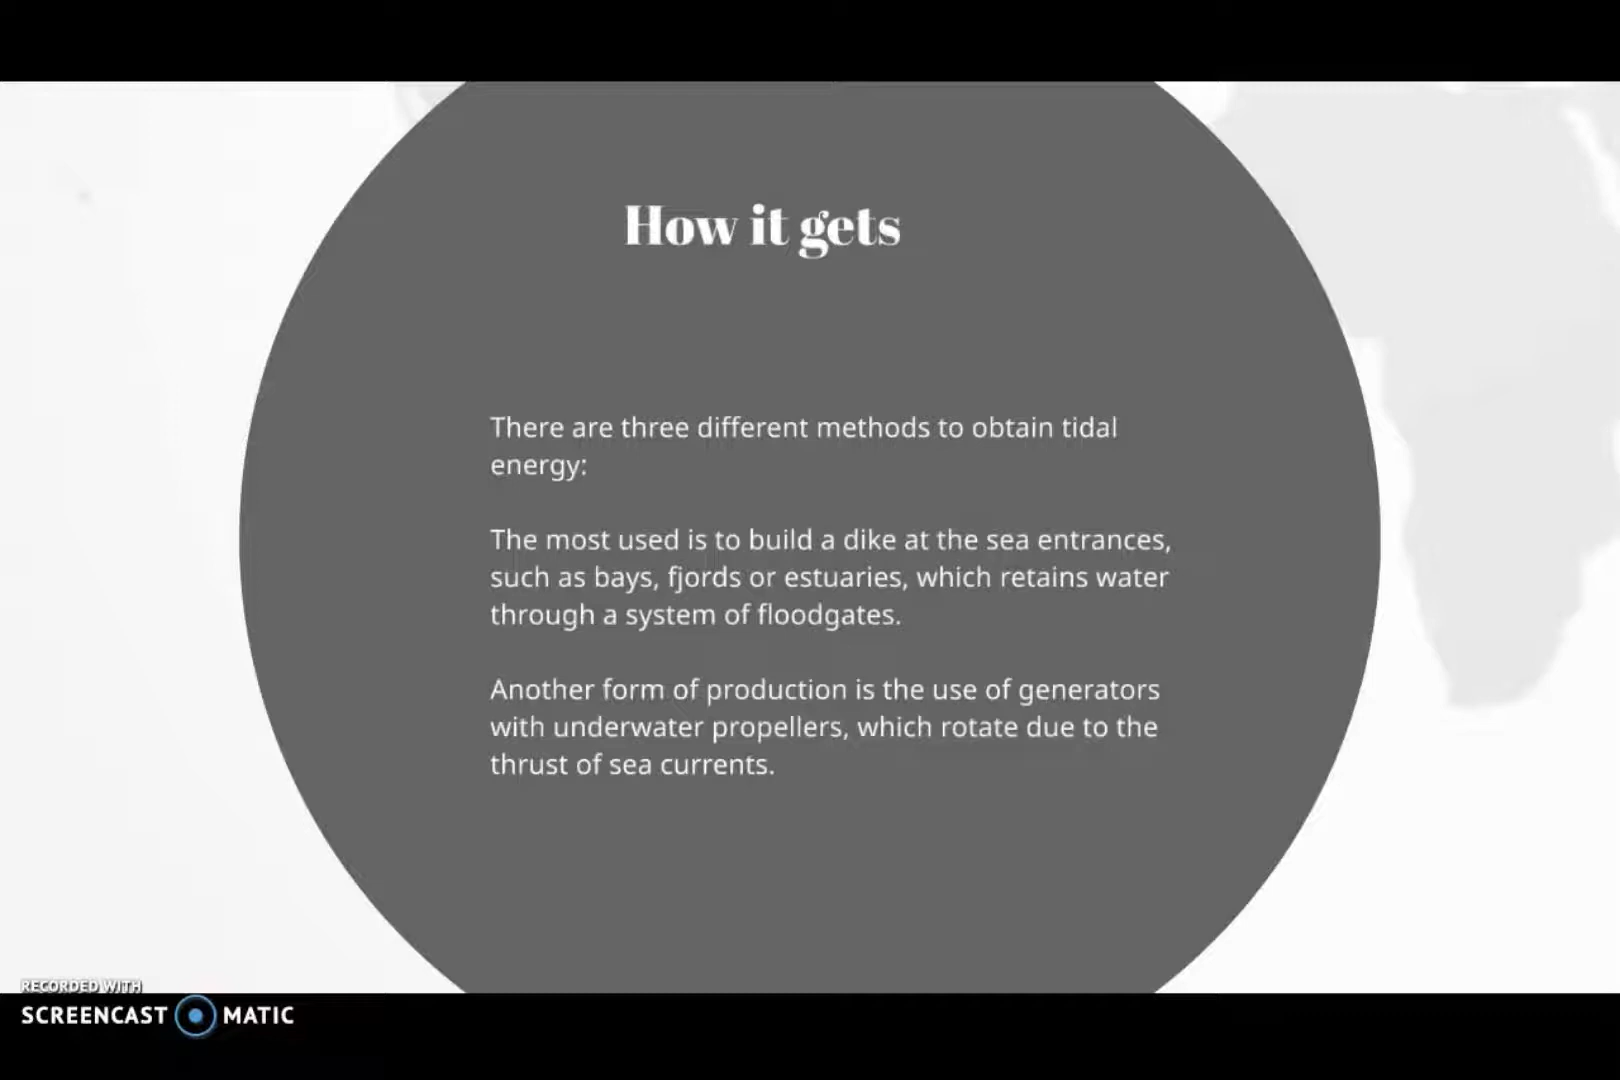 How it gets
There are three different methods to obtain tidal
energy:
The most used is to build a dike at the sea entrances,
such as bays, fjords or estuaries, which retains water
through a system of floodgates.
Another form of production is the use of generators
with underwater propellers, which rotate due to the
thrust of sea currents.
RECORDED WITH
SCREENCAST MATIC